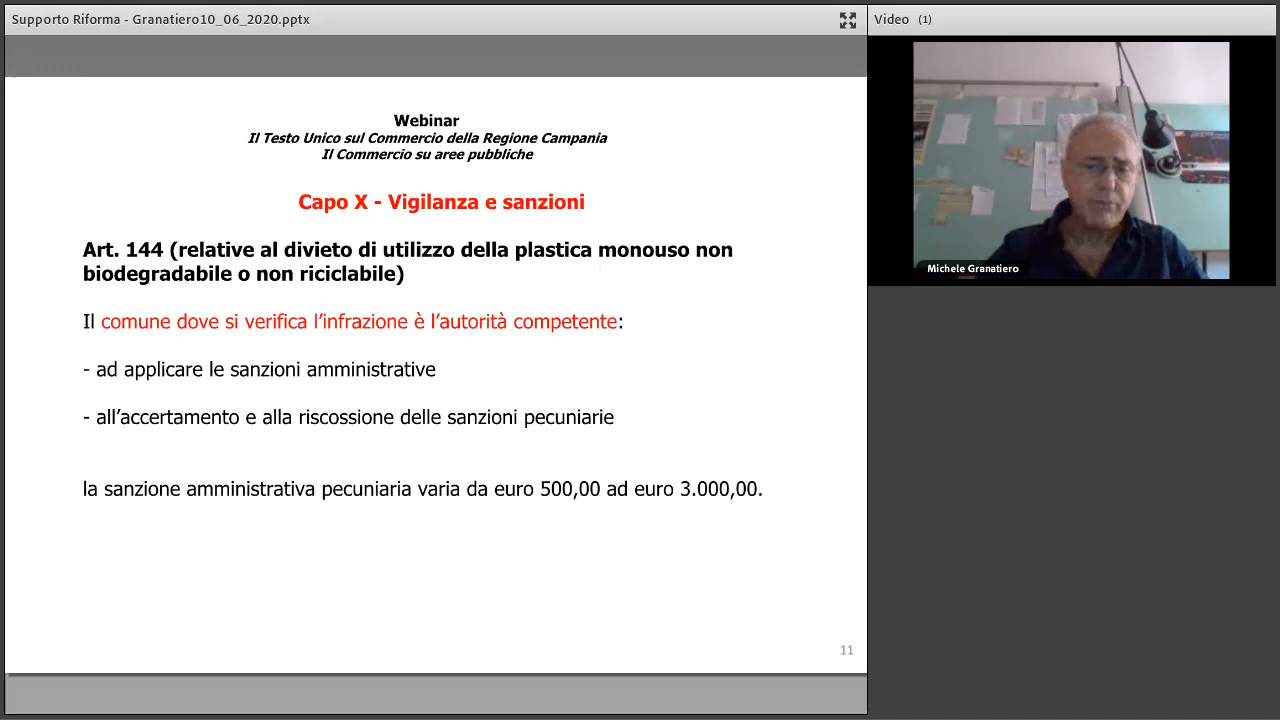 Supporto Riforma - Granatiero10_06_2020.pptx
Video (1)
Webinar
Il Testo Unico sul Commercio della Regione Campania
Il Commercio su aree pubbliche
Capo X - Vigilanza e sanzioni
Art. 144 (relative al divieto di utilizzo della plastica monouso non
biodegradabile o non riciclabile)
Il comune dove si verifica l’infrazione è l’autorità competente:
- ad applicare le sanzioni amministrative
- all’accertamento e alla riscossione delle sanzioni pecuniarie
la sanzione amministrativa pecuniaria varia da euro 500,00 ad euro 3.000,00.
11
Michele Granatiero